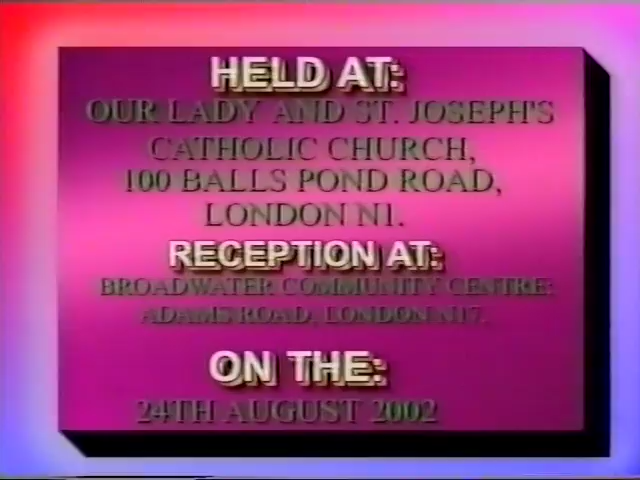 HELD AT:
OUR LADY AND ST. JOSEPH'S
CATHOLIC CHURCH,
100 BALLS POND ROAD,
LONDON N1.
RECEPTION AT:
BROADWATER COMMUNITY CENTRE:
ADAMS ROAD, LONDON N17.
ON THE:
24TH AUGUST 2002